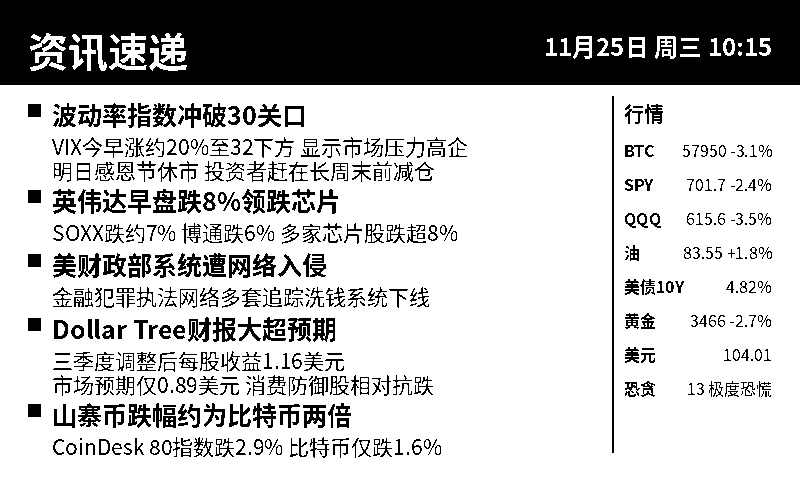 资讯速递
11月25日 周三 10:15
波动率指数冲破30关口
VIX今早涨约20%至32下方 显示市场压力高企
明日感恩节休市 投资者赶在长周末前减仓
英伟达早盘跌8%领跌芯片
SOXX跌约7% 博通跌6% 多家芯片股跌超8%
美财政部系统遭网络入侵
金融犯罪执法网络多套追踪洗钱系统下线
Dollar Tree财报大超预期
三季度调整后每股收益1.16美元
市场预期仅0.89美元 消费防御股相对抗跌
山寨币跌幅约为比特币两倍
CoinDesk 80指数跌2.9% 比特币仅跌1.6%
行情
BTC 57950 -3.1%
SPY 701.7 -2.4%
QQQ 615.6 -3.5%
油 83.55 +1.8%
美债10Y 4.82%
黄金 3466 -2.7%
美元 104.01
恐贪 13 极度恐慌